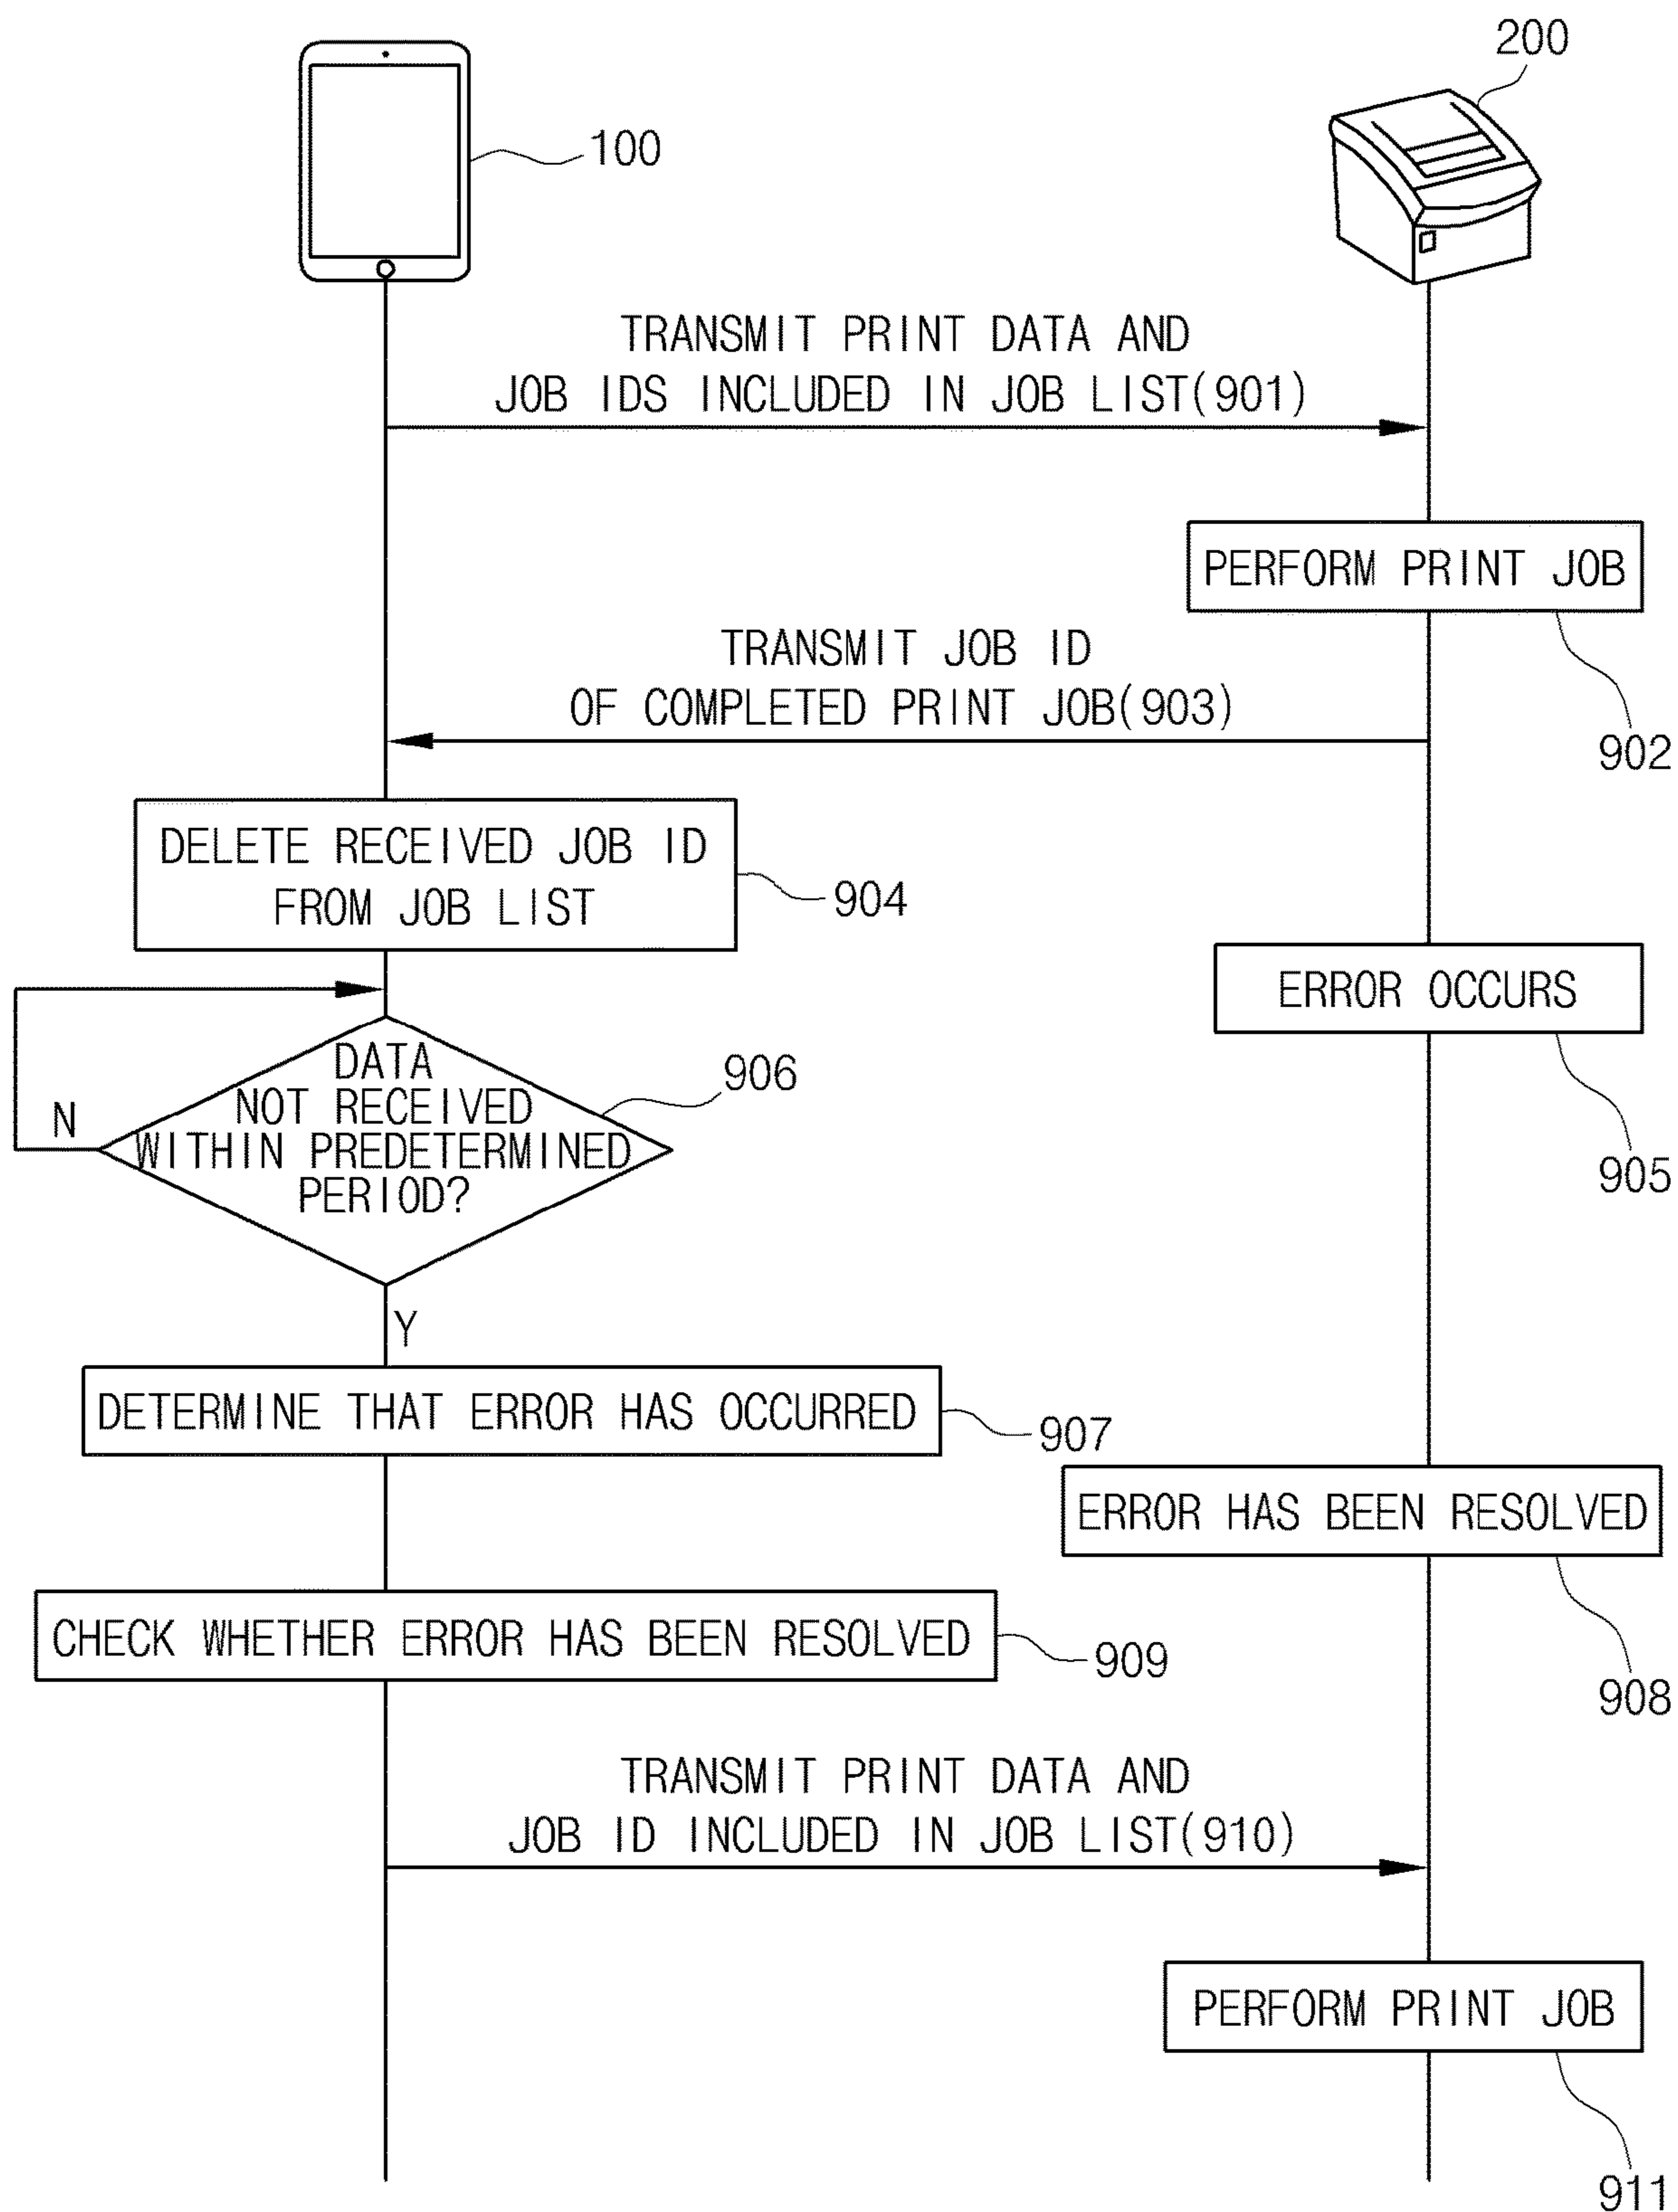 200
100
TRANSMIT PRINT DATA AND
JOB IDS INCLUDED IN JOB LIST(901)
PERFORM PRINT JOB
902
TRANSMIT JOB ID
OF COMPLETED PRINT JOB(903)
DELETE RECEIVED JOB ID
FROM JOB LIST
904
ERROR OCCURS
905
DATA
NOT RECEIVED
WITHIN PREDETERMINED
PERIOD?
906
N
Y
DETERMINE THAT ERROR HAS OCCURRED
907
ERROR HAS BEEN RESOLVED
908
CHECK WHETHER ERROR HAS BEEN RESOLVED
909
TRANSMIT PRINT DATA AND
JOB ID INCLUDED IN JOB LIST(910)
PERFORM PRINT JOB
911